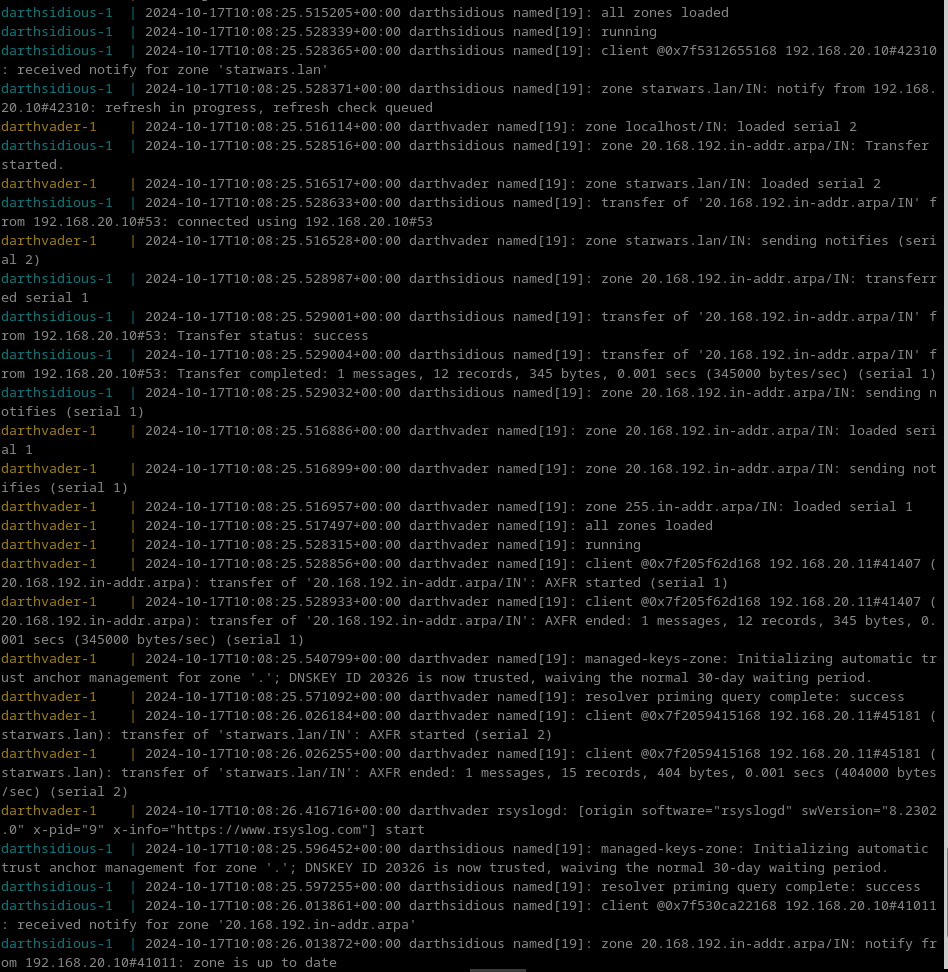 darthsidious-1  | 2024-10-17T10:08:25.515205+00:00 darthsidious named[19]: all zones loaded
darthsidious-1  | 2024-10-17T10:08:25.528339+00:00 darthsidious named[19]: running
darthsidious-1  | 2024-10-17T10:08:25.528365+00:00 darthsidious named[19]: client @0x7f5312655168 192.168.20.10#42310
: received notify for zone 'starwars.lan'
darthsidious-1  | 2024-10-17T10:08:25.528371+00:00 darthsidious named[19]: zone starwars.lan/IN: notify from 192.168.
20.10#42310: refresh in progress, refresh check queued
darthvader-1    | 2024-10-17T10:08:25.516114+00:00 darthvader named[19]: zone localhost/IN: loaded serial 2
darthsidious-1  | 2024-10-17T10:08:25.528516+00:00 darthsidious named[19]: zone 20.168.192.in-addr.arpa/IN: Transfer
started.
darthvader-1    | 2024-10-17T10:08:25.516517+00:00 darthvader named[19]: zone starwars.lan/IN: loaded serial 2
darthsidious-1  | 2024-10-17T10:08:25.528633+00:00 darthsidious named[19]: transfer of '20.168.192.in-addr.arpa/IN' f
rom 192.168.20.10#53: connected using 192.168.20.10#53
darthvader-1    | 2024-10-17T10:08:25.516528+00:00 darthvader named[19]: zone starwars.lan/IN: sending notifies (seri
al 2)
darthsidious-1  | 2024-10-17T10:08:25.528987+00:00 darthsidious named[19]: zone 20.168.192.in-addr.arpa/IN: transferr
ed serial 1
darthsidious-1  | 2024-10-17T10:08:25.529001+00:00 darthsidious named[19]: transfer of '20.168.192.in-addr.arpa/IN' f
rom 192.168.20.10#53: Transfer status: success
darthsidious-1  | 2024-10-17T10:08:25.529004+00:00 darthsidious named[19]: transfer of '20.168.192.in-addr.arpa/IN' f
rom 192.168.20.10#53: Transfer completed: 1 messages, 12 records, 345 bytes, 0.001 secs (345000 bytes/sec) (serial 1)
darthsidious-1  | 2024-10-17T10:08:25.529032+00:00 darthsidious named[19]: zone 20.168.192.in-addr.arpa/IN: sending n
otifies (serial 1)
darthvader-1    | 2024-10-17T10:08:25.516886+00:00 darthvader named[19]: zone 20.168.192.in-addr.arpa/IN: loaded seri
al 1
darthvader-1    | 2024-10-17T10:08:25.516899+00:00 darthvader named[19]: zone 20.168.192.in-addr.arpa/IN: sending not
ifies (serial 1)
darthvader-1    | 2024-10-17T10:08:25.516957+00:00 darthvader named[19]: zone 255.in-addr.arpa/IN: loaded serial 1
darthvader-1    | 2024-10-17T10:08:25.517497+00:00 darthvader named[19]: all zones loaded
darthvader-1    | 2024-10-17T10:08:25.528315+00:00 darthvader named[19]: running
darthvader-1    | 2024-10-17T10:08:25.528856+00:00 darthvader named[19]: client @0x7f205f62d168 192.168.20.11#41407 (
20.168.192.in-addr.arpa): transfer of '20.168.192.in-addr.arpa/IN': AXFR started (serial 1)
darthvader-1    | 2024-10-17T10:08:25.528933+00:00 darthvader named[19]: client @0x7f205f62d168 192.168.20.11#41407 (
20.168.192.in-addr.arpa): transfer of '20.168.192.in-addr.arpa/IN': AXFR ended: 1 messages, 12 records, 345 bytes, 0.
001 secs (345000 bytes/sec) (serial 1)
darthvader-1    | 2024-10-17T10:08:25.540799+00:00 darthvader named[19]: managed-keys-zone: Initializing automatic tr
ust anchor management for zone '.'; DNSKEY ID 20326 is now trusted, waiving the normal 30-day waiting period.
darthvader-1    | 2024-10-17T10:08:25.571092+00:00 darthvader named[19]: resolver priming query complete: success
darthvader-1    | 2024-10-17T10:08:26.026184+00:00 darthvader named[19]: client @0x7f2059415168 192.168.20.11#45181 (
starwars.lan): transfer of 'starwars.lan/IN': AXFR started (serial 2)
darthvader-1    | 2024-10-17T10:08:26.026255+00:00 darthvader named[19]: client @0x7f2059415168 192.168.20.11#45181 (
starwars.lan): transfer of 'starwars.lan/IN': AXFR ended: 1 messages, 15 records, 404 bytes, 0.001 secs (404000 bytes
/sec) (serial 2)
darthvader-1    | 2024-10-17T10:08:26.416716+00:00 darthvader rsyslogd: [origin software="rsyslogd" swVersion="8.2302
.0" x-pid="9" x-info="https://www.rsyslog.com"] start
darthsidious-1  | 2024-10-17T10:08:25.596452+00:00 darthsidious named[19]: managed-keys-zone: Initializing automatic
trust anchor management for zone '.'; DNSKEY ID 20326 is now trusted, waiving the normal 30-day waiting period.
darthsidious-1  | 2024-10-17T10:08:25.597255+00:00 darthsidious named[19]: resolver priming query complete: success
darthsidious-1  | 2024-10-17T10:08:26.013861+00:00 darthsidious named[19]: client @0x7f530ca22168 192.168.20.10#41011
: received notify for zone '20.168.192.in-addr.arpa'
darthsidious-1  | 2024-10-17T10:08:26.013872+00:00 darthsidious named[19]: zone 20.168.192.in-addr.arpa/IN: notify fr
om 192.168.20.10#41011: zone is up to date